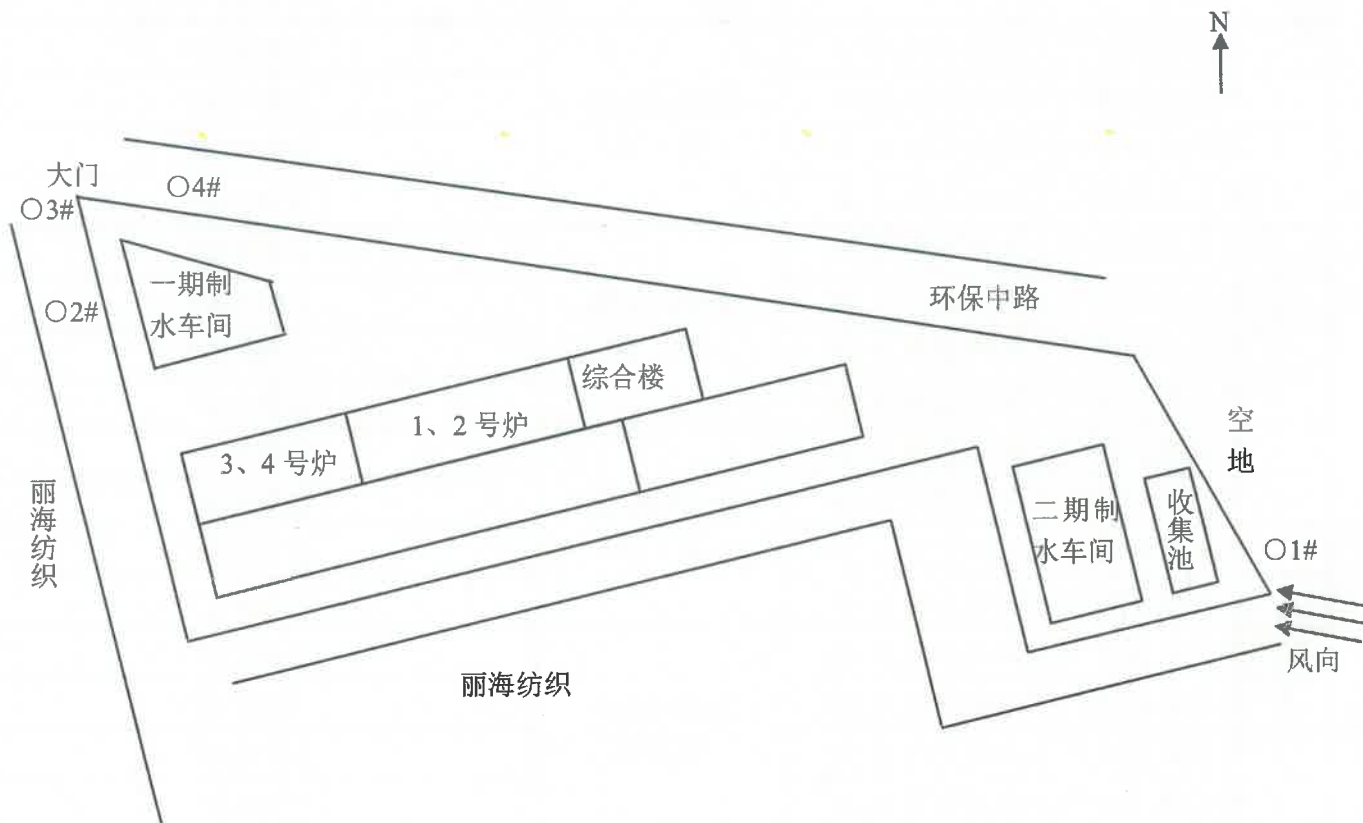 N
大门
○4#
○3#
一期制
水车间
○2#
环保中路
综合楼
1、2号炉
3、4号炉
空
地
丽
海
纺
织
二期制
水车间
收
集
池
○1#
风向
丽海纺织